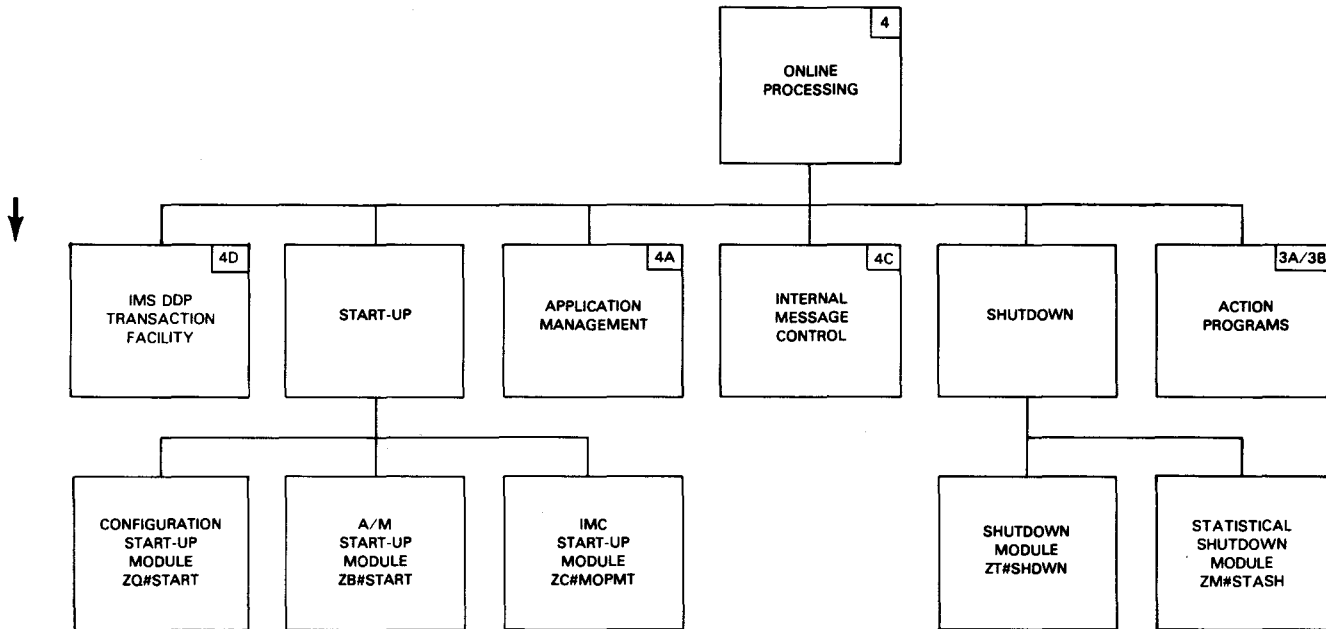 4
ONLINE
PROCESSING
4D
IMS DDP
TRANSACTION
FACILITY
START-UP
4A
APPLICATION
MANAGEMENT
4C
INTERNAL
MESSAGE
CONTROL
SHUTDOWN
3A/3B
ACTION
PROGRAMS
CONFIGURATION
START-UP
MODULE
ZQ#START
A/M
START-UP
MODULE
ZB#START
IMC
START-UP
MODULE
ZC#MOPMT
SHUTDOWN
MODULE
ZT#SHDWN
STATISTICAL
SHUTDOWN
MODULE
ZM#STASH